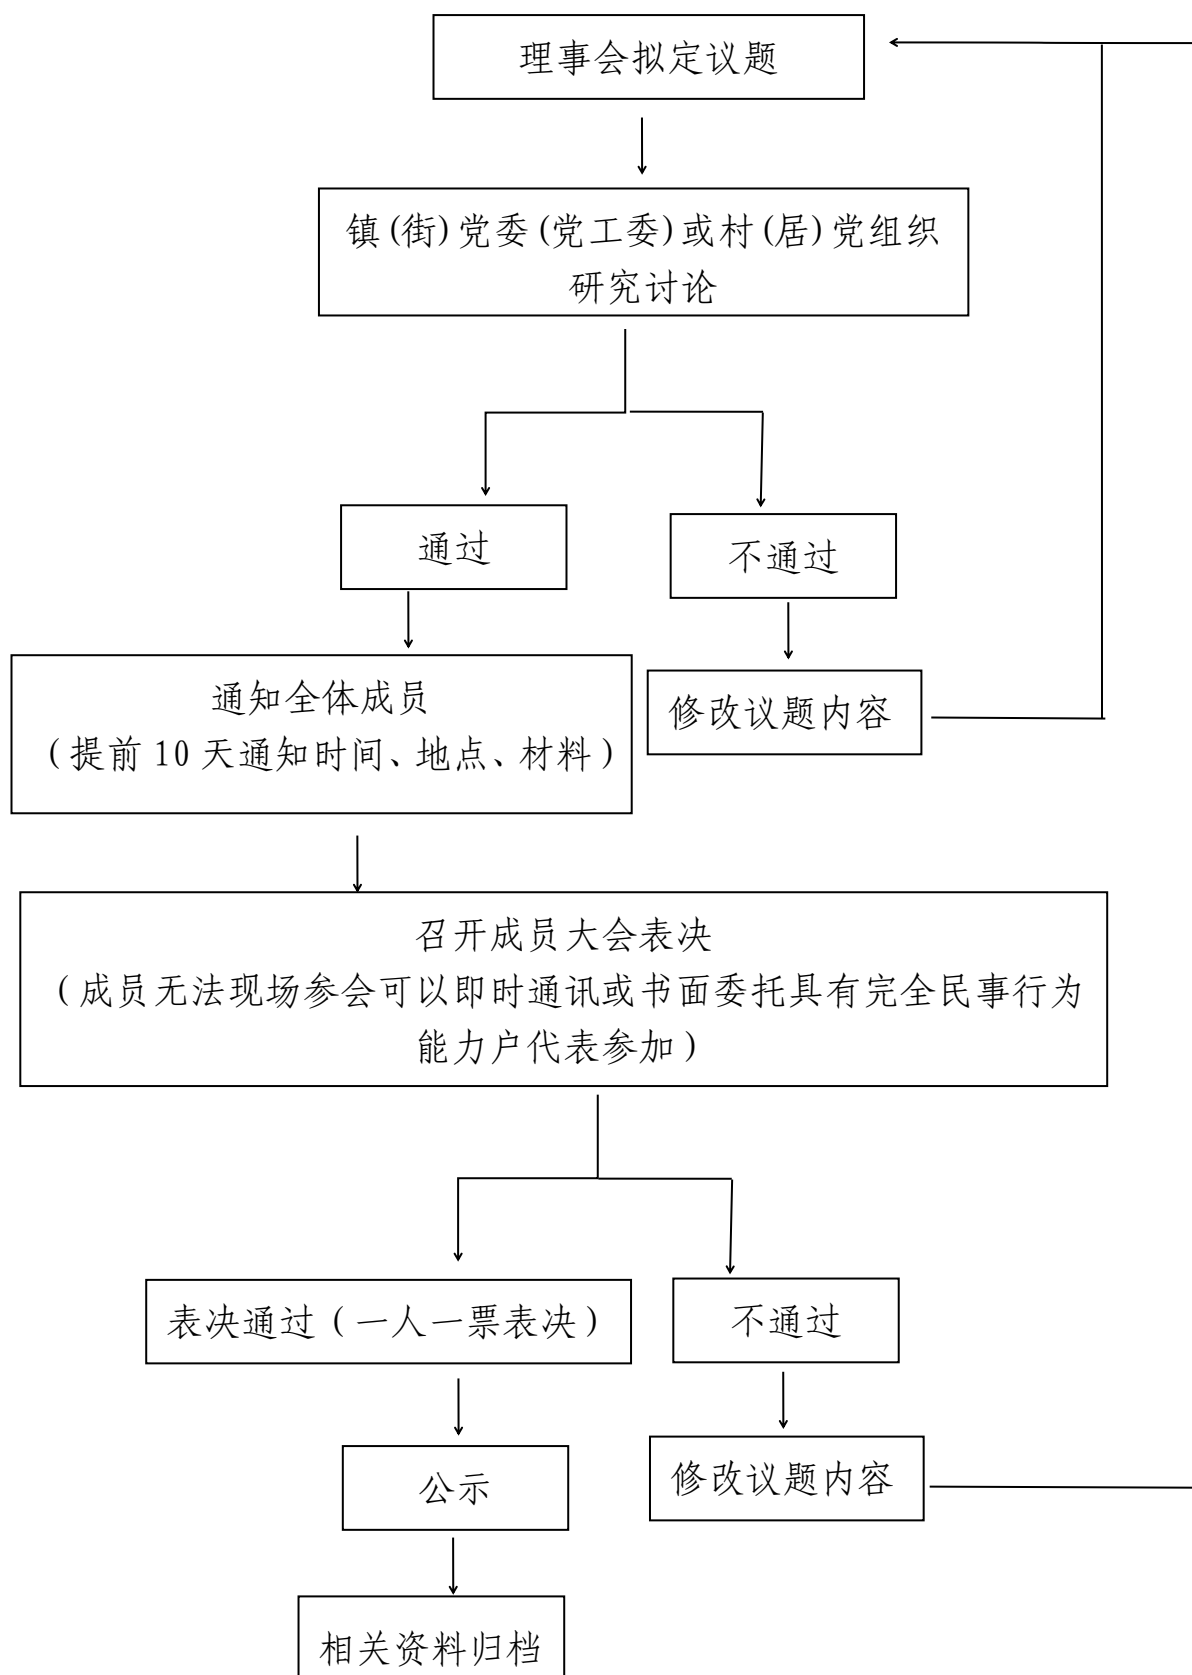 理事会拟定议题
镇(街)党委(党工委)或村(居)党组织
研究讨论
通过
不通过
通知全体成员
(提前10天通知时间、地点、材料)
修改议题内容
召开成员大会表决
(成员无法现场参会可以即时通讯或书面委托具有完全民事行为
能力户代表参加)
表决通过(一人一票表决)
不通过
公示
修改议题内容
相关资料归档